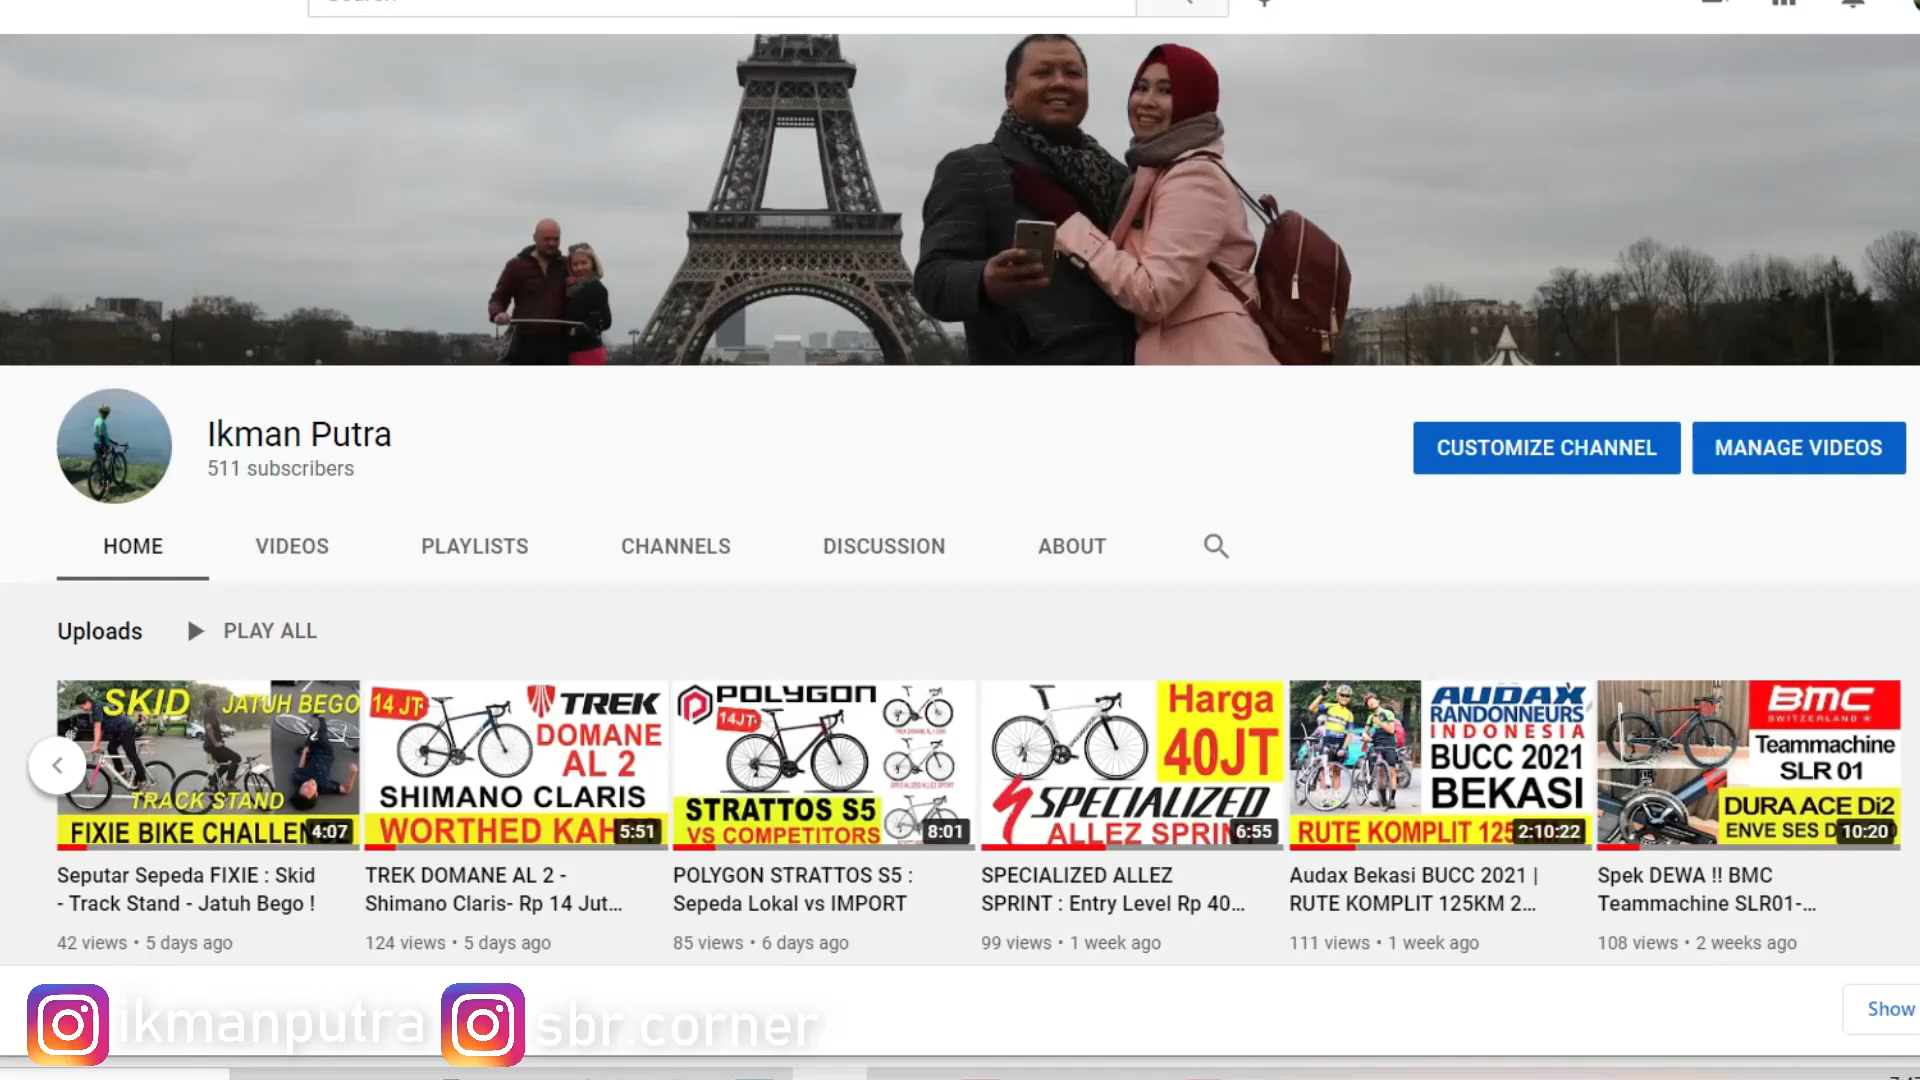 Ikman Putra
511 subscribers
CUSTOMIZE CHANNEL
MANAGE VIDEOS
HOME
VIDEOS
PLAYLISTS
CHANNELS
DISCUSSION
ABOUT
Uploads
PLAY ALL
SKID
JATUH BEGO
TRACK STAND
FIXIE BIKE CHALLEN
4:07
Seputar Sepeda FIXIE : Skid
- Track Stand - Jatuh Bego !
42 views • 5 days ago
14 JT
TREK
DOMANE
AL 2
SHIMANO CLARIS
WORTHED KAH
5:51
TREK DOMANE AL 2 -
Shimano Claris- Rp 14 Jut...
124 views • 5 days ago
POLYGON
14JT
STRATTOS S5
VS COMPETITORS
8:01
POLYGON STRATTOS S5 :
Sepeda Lokal vs IMPORT
85 views • 6 days ago
Harga
40JT
SPECIALIZED
ALLEZ SPRIN
6:55
SPECIALIZED ALLEZ
SPRINT : Entry Level Rp 40...
99 views • 1 week ago
AUDAX
RANDONNEURS
INDONESIA
BUCC 2021
BEKASI
RUTE KOMPLIT 125
2:10:22
Audax Bekasi BUCC 2021 |
RUTE KOMPLIT 125KM 2...
111 views • 1 week ago
BMC
SWITZERLAND
Teammachine
SLR 01
DURA ACE Di2
ENVE SES D
10:20
Spek DEWA !! BMC
Teammachine SLR01-...
108 views • 2 weeks ago
ikmanputra
sbr.corner
Show